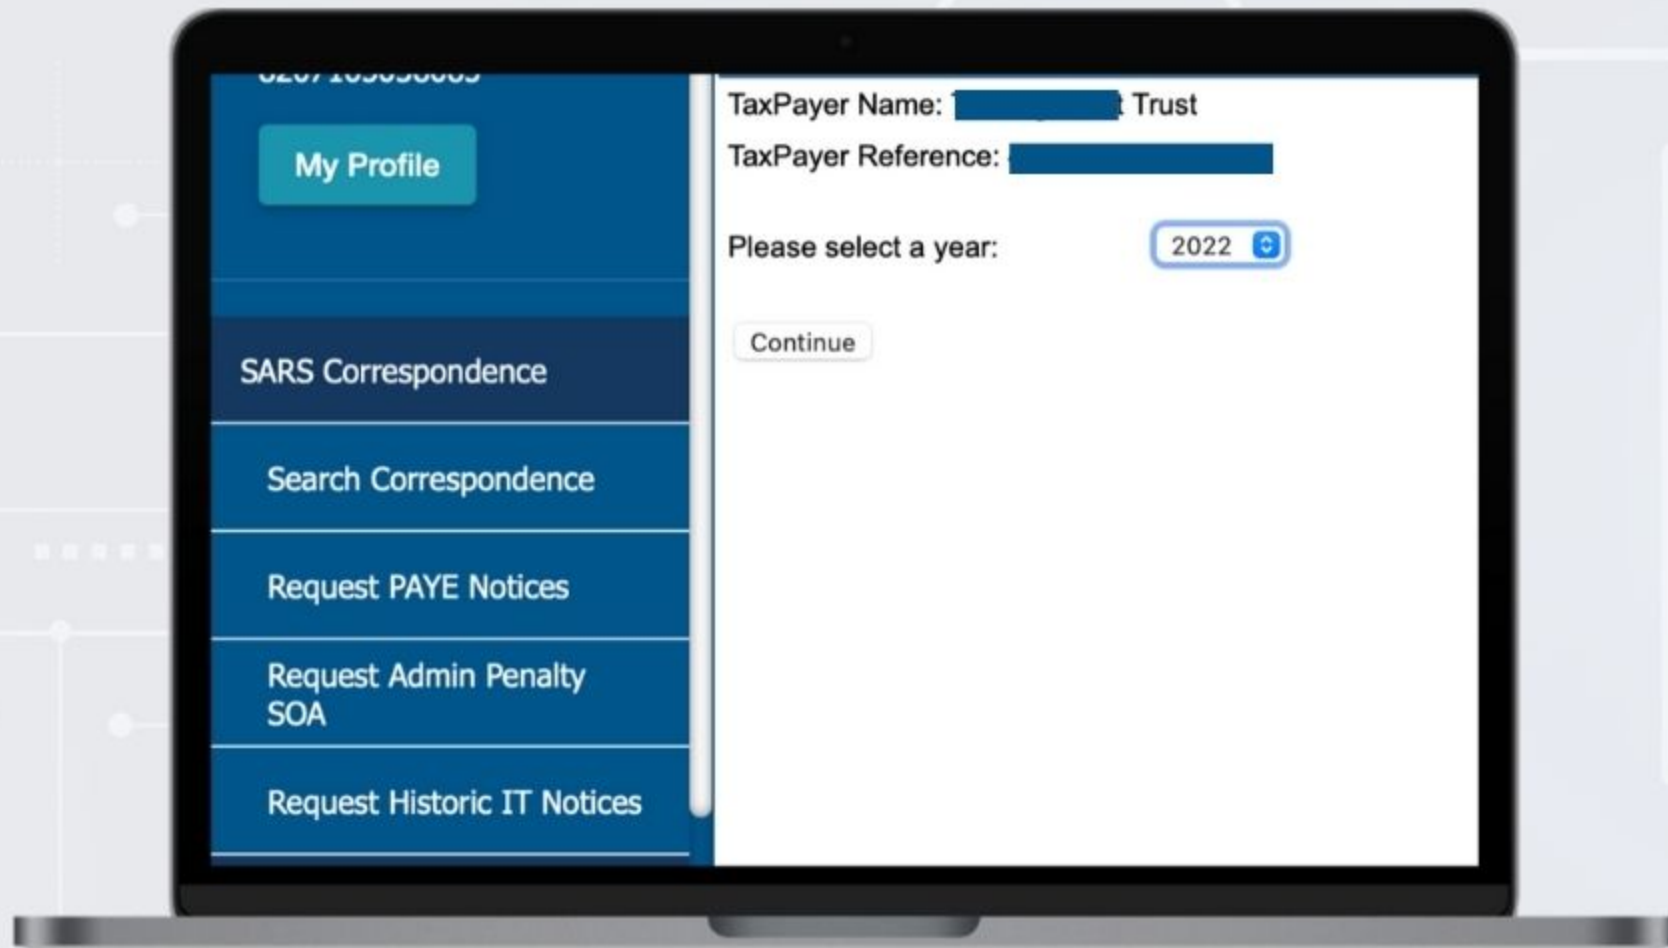 My Profile
SARS Correspondence
Search Correspondence
Request PAYE Notices
Request Admin Penalty
SOA
Request Historic IT Notices
TaxPayer Name: t Trust
TaxPayer Reference:
Please select a year: 2022
Continue